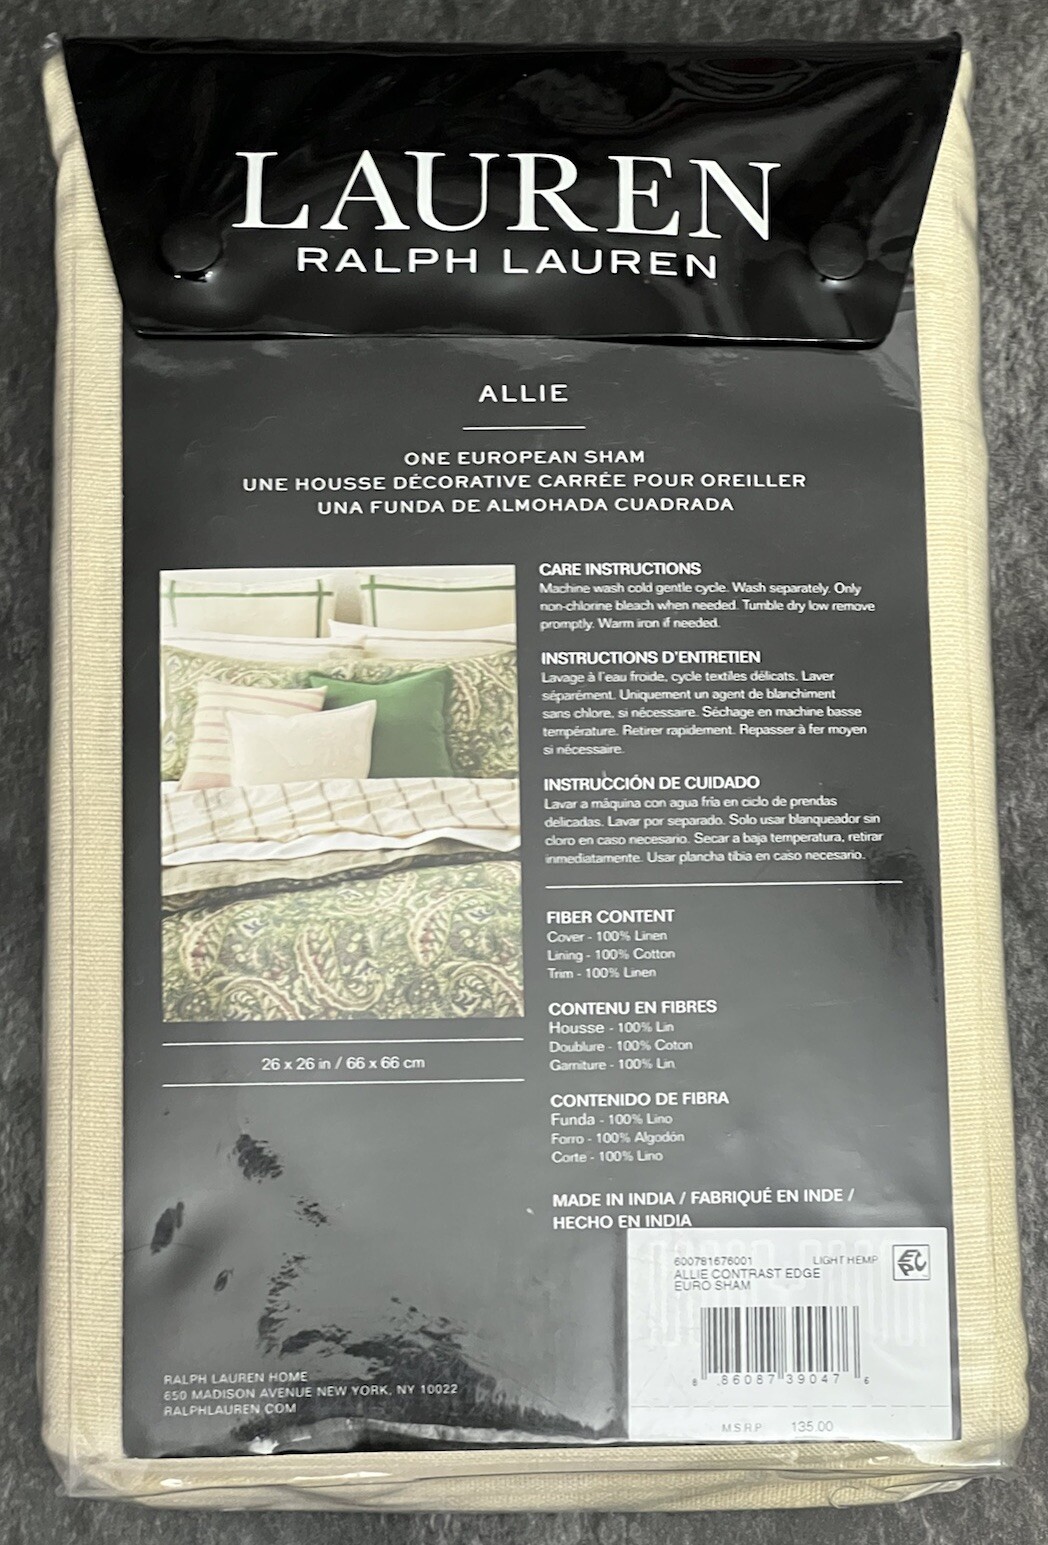 LAUREN
RALPH LAUREN
ALLIE
ONE EUROPEAN SHAM
UNE HOUSSE DÉCORATIVE CARRÉE POUR OREILLER
UNA FUNDA DE ALMOHADA CUADRADA
CARE INSTRUCTIONS
Machine wash cold gentle cycle. Wash separately. Only
non-chlorine bleach when needed. Tumble dry low remove
promptly. Warm iron if needed.
INSTRUCTIONS D'ENTRETIEN
Lavage à l'eau froide, cycle textiles délicats. Laver
séparément. Uniquement un agent de blanchiment
sans chlore, si nécessaire. Séchage en machine basse
température. Retirer rapidement. Repasser à fer moyen
si nécessaire.
INSTRUCCIÓN DE CUIDADO
Lavar a máquina con agua fría en ciclo de prendas
delicadas. Lavar por separado. Solo usar blanqueador sin
cloro en caso necesario. Secar a baja temperatura, retirar
inmediatamente. Usar plancha tibia en caso necesario.
FIBER CONTENT
Cover - 100% Linen
Lining - 100% Cotton
Trim - 100% Linen
CONTENU EN FIBRES
Housse - 100% Lin
Doublure - 100% Coton
Garniture - 100% Lin
CONTENIDO DE FIBRA
Funda - 100% Lino
Forro - 100% Algodón
Corte - 100% Lino
MADE IN INDIA / FABRIQUÉ EN INDE /
HECHO EN INDIA
26 x 26 in / 66 x 66 cm
RALPH LAUREN HOME
650 MADISON AVENUE NEW YORK, NY 10022
RALPHLAUREN.COM
600781676001 LIGHT HEMP
ALLIE CONTRAST EDGE
EURO SHAM
EPC
8 86087 39047 6
M.S.R.P. 135.00